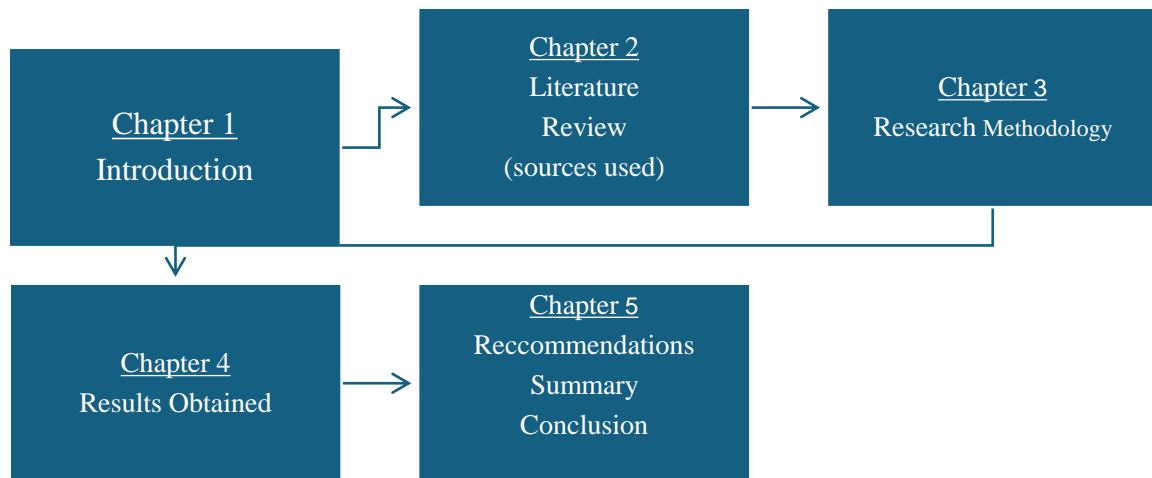 Chapter 1
Introduction
Chapter 2
Literature
Review
(sources used)
Chapter 3
Research Methodology
Chapter 4
Results Obtained
Chapter 5
Reccommendations
Summary
Conclusion